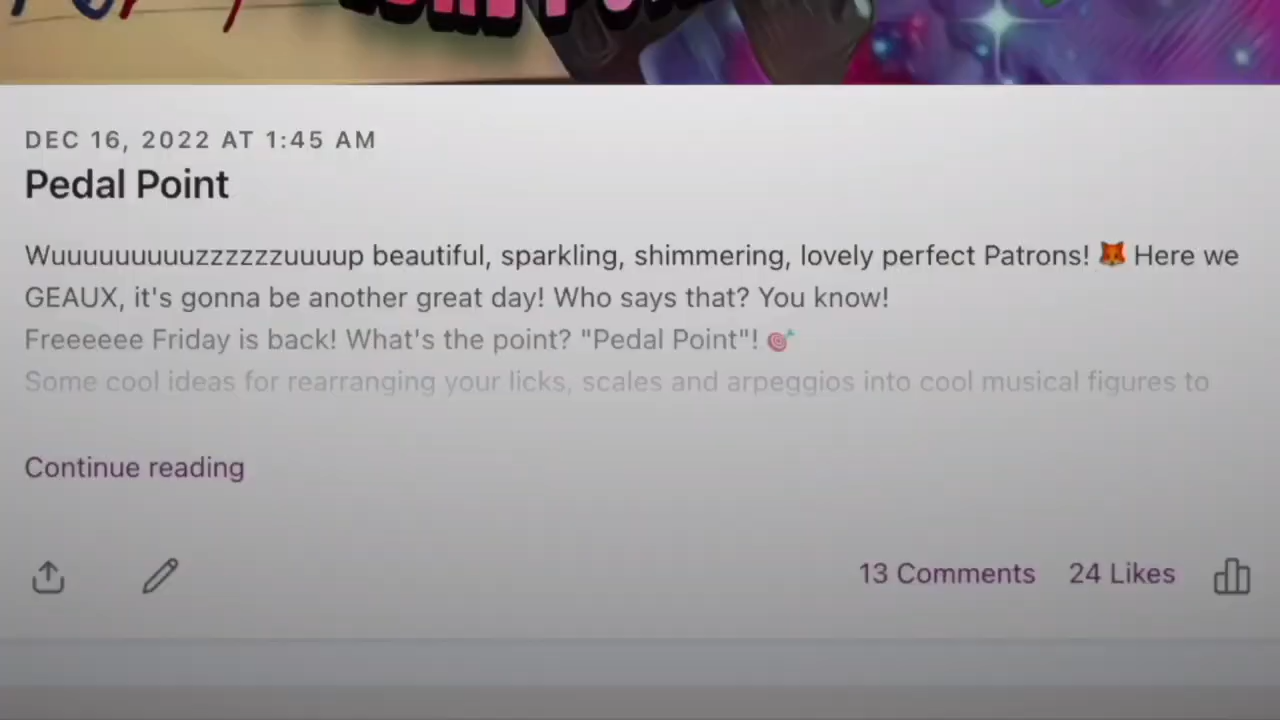 DEC 16, 2022 AT 1:45 AM
Pedal Point
Wuuuuuuuuuzzzzzzuuuup beautiful, sparkling, shimmering, lovely perfect Patrons! 🦊 Here we
GEAUX, it's gonna be another great day! Who says that? You know!
Freeeeee Friday is back! What's the point? "Pedal Point"! 🎯
Some cool ideas for rearranging your licks, scales and arpeggios into cool musical figures to
Continue reading
13 Comments 24 Likes